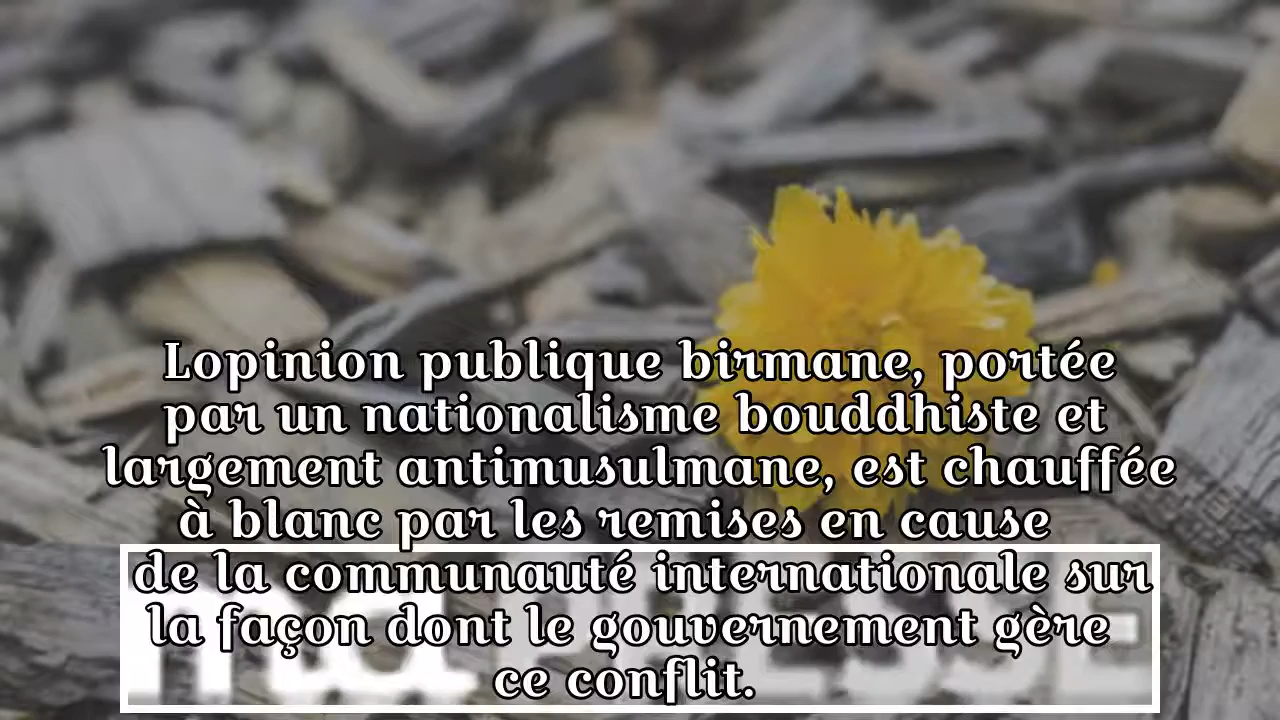 Lopinion publique birmane, portée
par un nationalisme bouddhiste et
largement antimusulmane, est chauffée
à blanc par les remises en cause
de la communauté internationale sur
la façon dont le gouvernement gère
ce conflit.